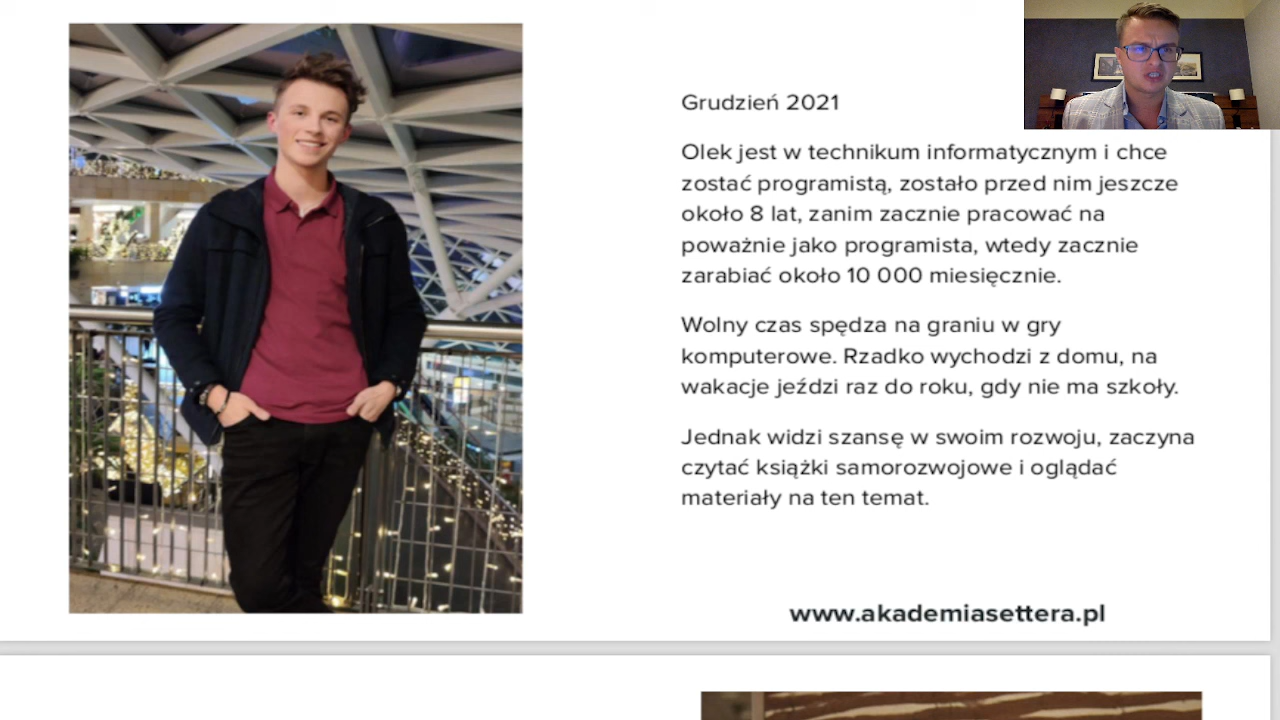 Grudzień 2021
Olek jest w technikum informatycznym i chce
zostać programistą, zostało przed nim jeszcze
około 8 lat, zanim zacznie pracować na
poważnie jako programista, wtedy zacznie
zarabiać około 10 000 miesięcznie.
Wolny czas spędza na graniu w gry
komputerowe. Rzadko wychodzi z domu, na
wakacje jeździ raz do roku, gdy nie ma szkoły.
Jednak widzi szansę w swoim rozwoju, zaczyna
czytać książki samorozwojowe i oglądać
materiały na ten temat.
www.akademiasettera.pl